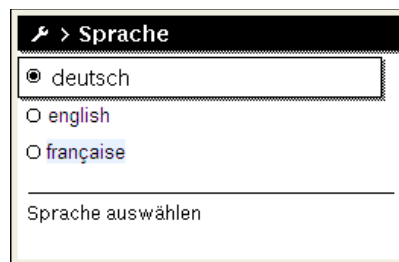 > Sprache
deutsch
english
française
Sprache auswählen